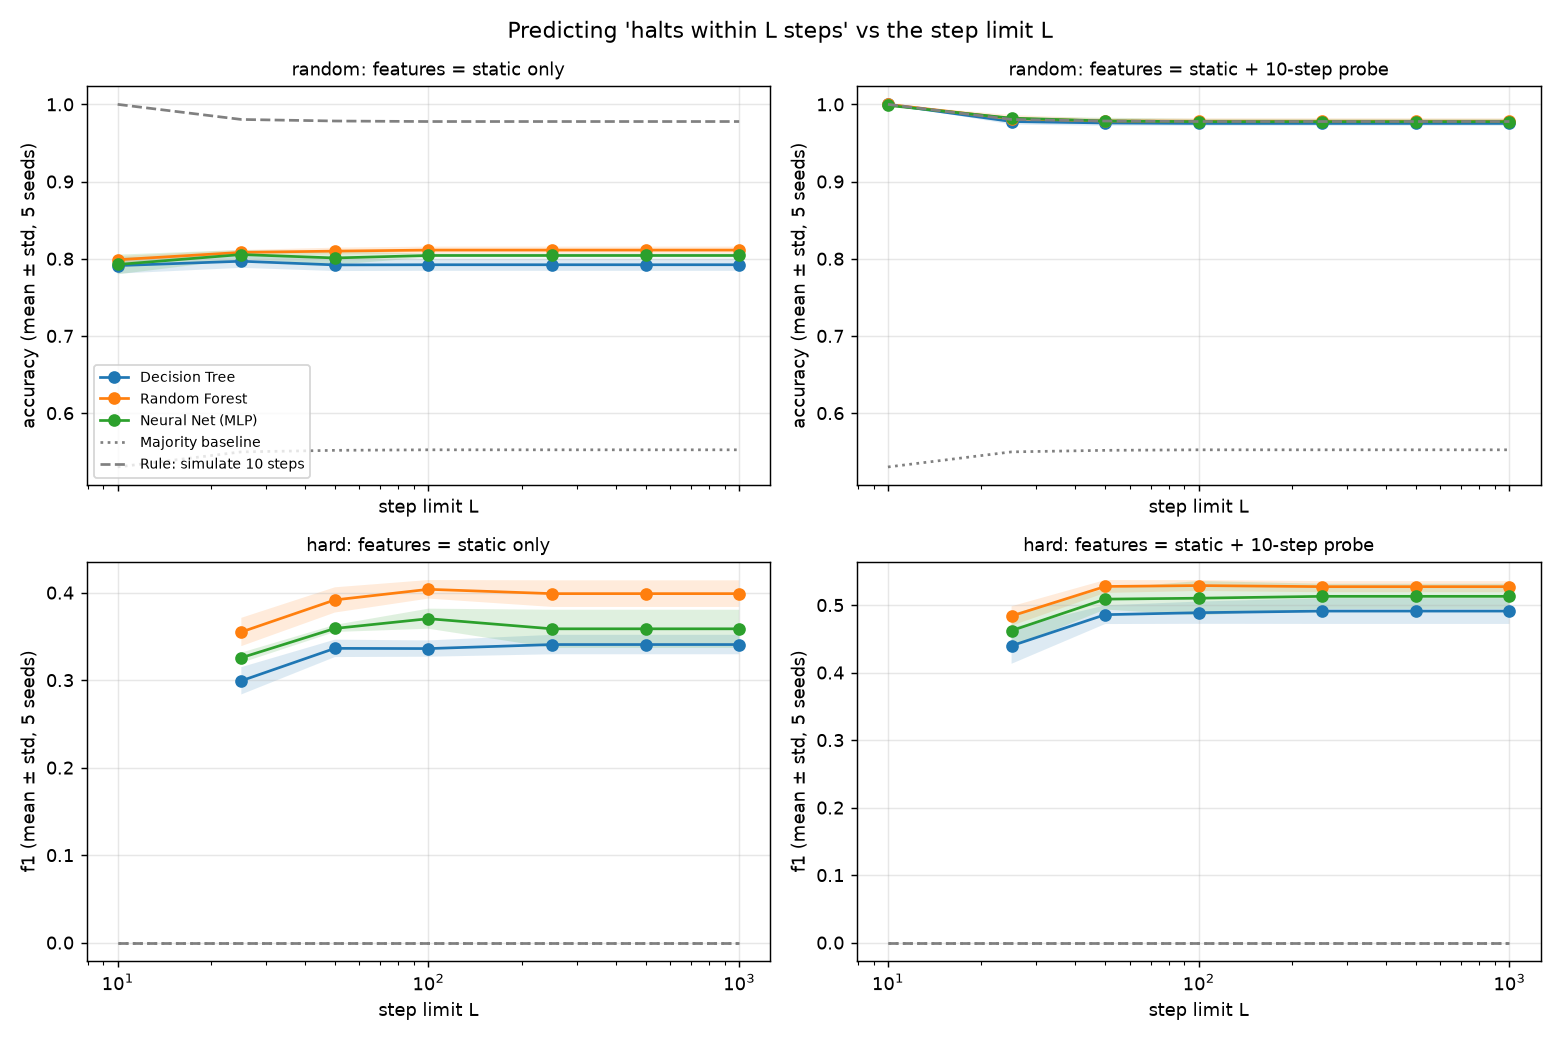 Predicting 'halts within L steps' vs the step limit L
random: features = static only
accuracy (mean ± std, 5 seeds)
1.0
0.9
0.8
0.7
0.6
Decision Tree
Random Forest
Neural Net (MLP)
Majority baseline
Rule: simulate 10 steps
step limit L
random: features = static + 10-step probe
accuracy (mean ± std, 5 seeds)
1.0
0.9
0.8
0.7
0.6
step limit L
hard: features = static only
f1 (mean ± std, 5 seeds)
0.4
0.3
0.2
0.1
0.0
10¹ 10² 10³
step limit L
hard: features = static + 10-step probe
f1 (mean ± std, 5 seeds)
0.5
0.4
0.3
0.2
0.1
0.0
10¹ 10² 10³
step limit L